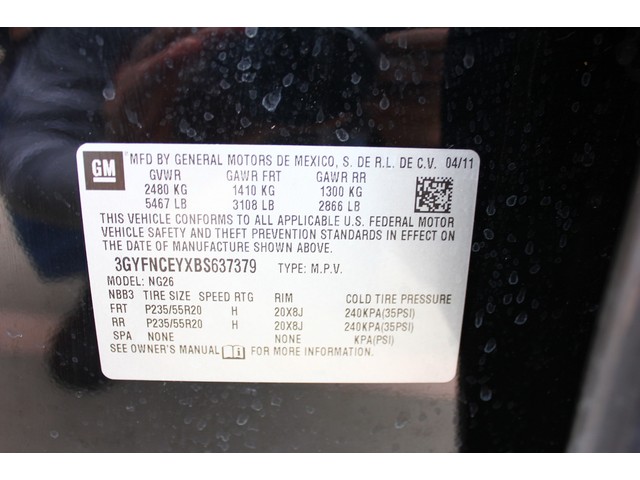 GM MFD BY GENERAL MOTORS DE MEXICO, S. DE R.L. DE C.V. 04/11
GVWR GAWR FRT GAWR RR
2480 KG 1410 KG 1300 KG
5467 LB 3108 LB 2866 LB
THIS VEHICLE CONFORMS TO ALL APPLICABLE U.S. FEDERAL MOTOR
VEHICLE SAFETY AND THEFT PREVENTION STANDARDS IN EFFECT ON
THE DATE OF MANUFACTURE SHOWN ABOVE.
3GYFNCEYXBS637379 TYPE: M.P.V.
MODEL: NG26
NBB3 TIRE SIZE SPEED RTG RIM COLD TIRE PRESSURE
FRT P235/55R20 H 20X8J 240KPA(35PSI)
RR P235/55R20 H 20X8J 240KPA(35PSI)
SPA NONE NONE KPA(PSI)
SEE OWNER'S MANUAL FOR MORE INFORMATION.